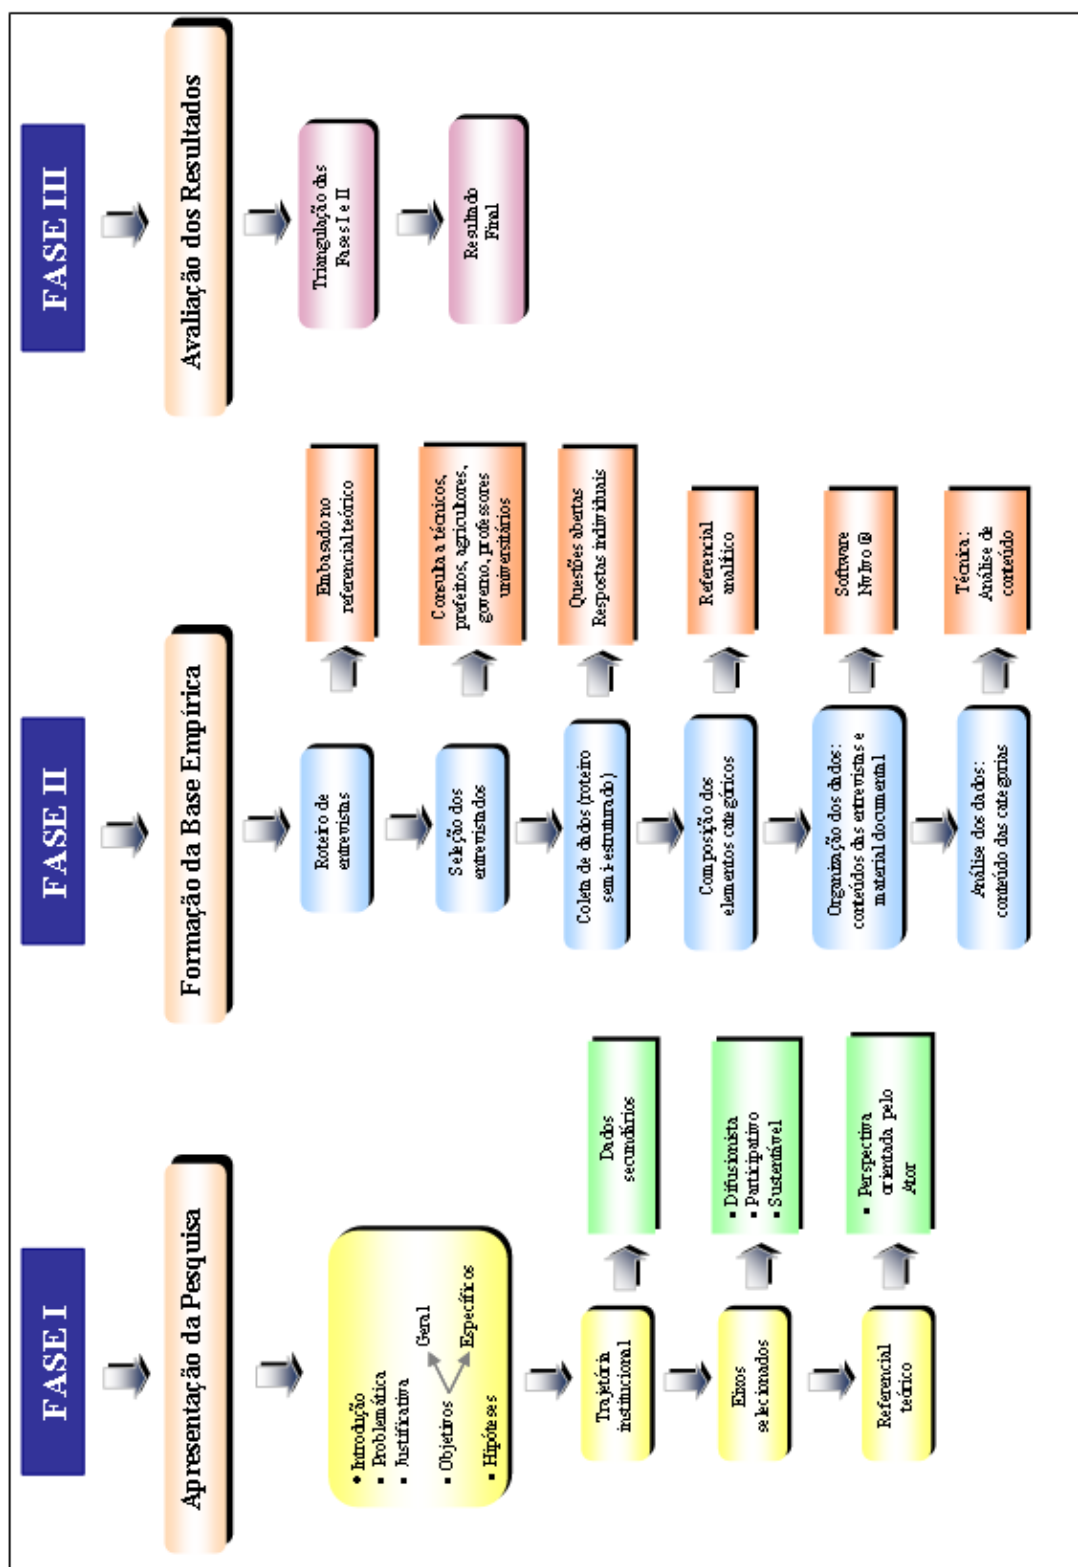 FASE I
Apresentação da Pesquisa
• Introdução
▪ Problemática
▪ Justificativa
▪ Objetivos
Geral
Específicos
▪ Hipóteses
Trajetória
institucional
Dados
secundários
Eixos
selecionados
▪ Difusionista
▪ Participativo
▪ Sustentável
Referencial
teórico
▪ Perspectiva
orientada pelo
Ator
FASE II
Formação da Base Empírica
Roteiro de
entrevistas
Embasado no
referencial teórico
Seleção dos
entrevistados
Consulta a técnicos,
prefeitos, agricultores,
governo, professores
universitários
Coleta de dados (roteiro
semi-estruturado)
Questões abertas
Respostas individuais
Composição dos
elementos categóricos
Referencial
analítico
Organização dos dados:
conteúdos das entrevistas e
material documental
Software
NVivo ®
Análise dos dados:
conteúdo das categorias
Técnica:
Análise de
conteúdo
FASE III
Avaliação dos Resultados
Triangulação das
Fases I e II
Resultado
Final